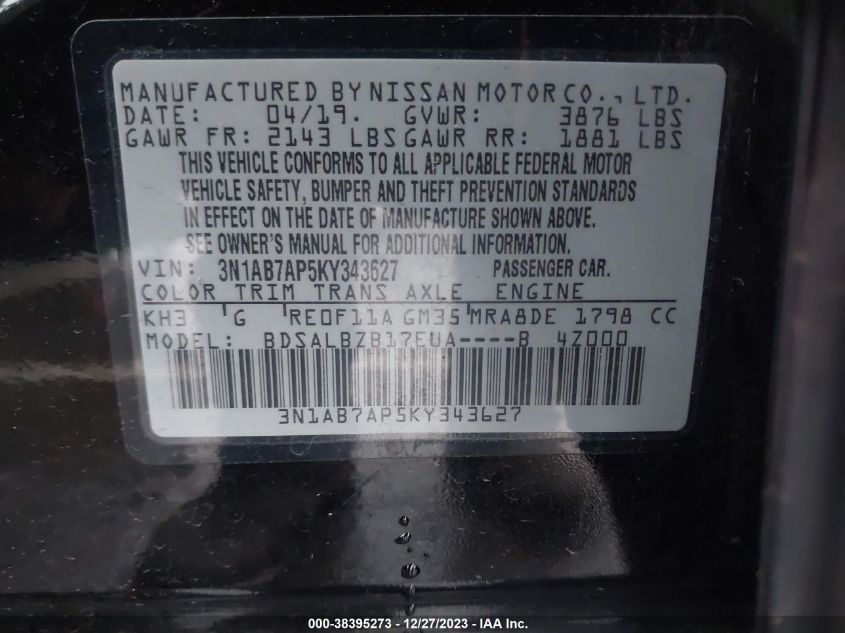 MANUFACTURED BY NISSAN MOTOR CO., LTD.
DATE: 04/19. GVWR: 3876 LBS
GAWR FR: 2143 LBS GAWR RR: 1881 LBS
THIS VEHICLE CONFORMS TO ALL APPLICABLE FEDERAL MOTOR
VEHICLE SAFETY, BUMPER AND THEFT PREVENTION STANDARDS
IN EFFECT ON THE DATE OF MANUFACTURE SHOWN ABOVE.
SEE OWNER'S MANUAL FOR ADDITIONAL INFORMATION.
VIN: 3N1AB7AP5KY343627 PASSENGER CAR.
COLOR TRIM TRANS AXLE ENGINE
KH3 G RE0F11A GM35 MRA8DE 1798 CC
MODEL: BDSALBZB17EUA----B 4Z000
3N1AB7AP5KY343627
000-38395273 - 12/27/2023 - IAA Inc.